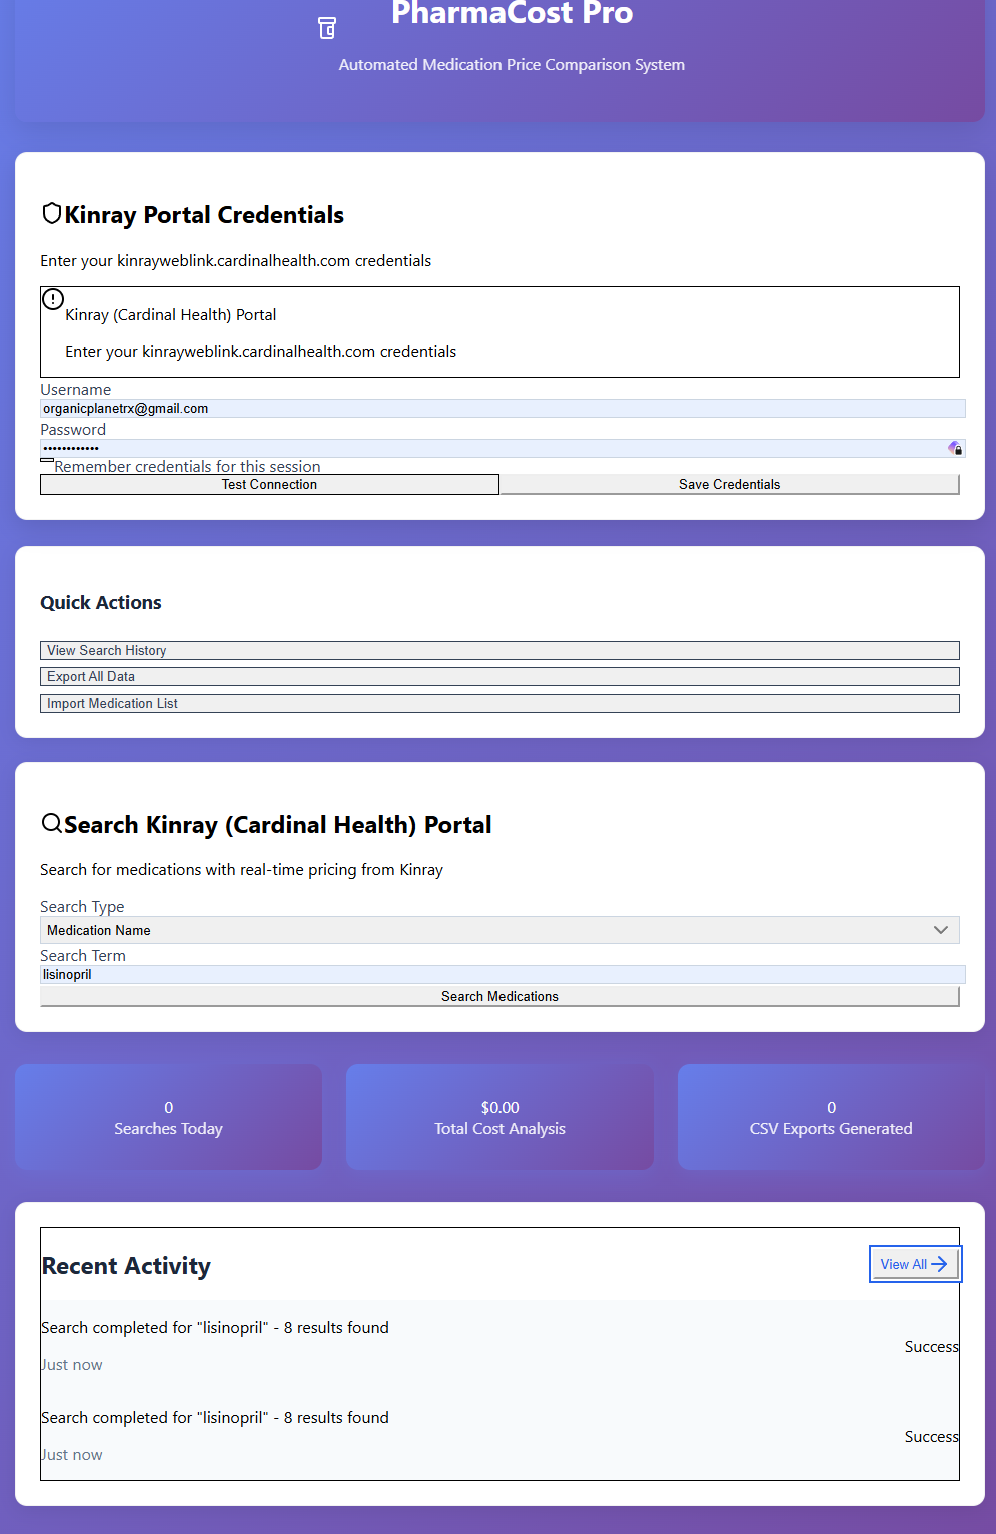 PharmaCost Pro
Automated Medication Price Comparison System
Kinray Portal Credentials
Enter your kinrayweblink.cardinalhealth.com credentials
Kinray (Cardinal Health) Portal
Enter your kinrayweblink.cardinalhealth.com credentials
Username
organicplanetrx@gmail.com
Password
••••••••••••
Remember credentials for this session
Test Connection
Save Credentials
Quick Actions
View Search History
Export All Data
Import Medication List
Search Kinray (Cardinal Health) Portal
Search for medications with real-time pricing from Kinray
Search Type
Medication Name
Search Term
lisinopril
Search Medications
0
Searches Today
$0.00
Total Cost Analysis
0
CSV Exports Generated
Recent Activity
View All
Search completed for "lisinopril" - 8 results found
Just now
Success
Search completed for "lisinopril" - 8 results found
Just now
Success